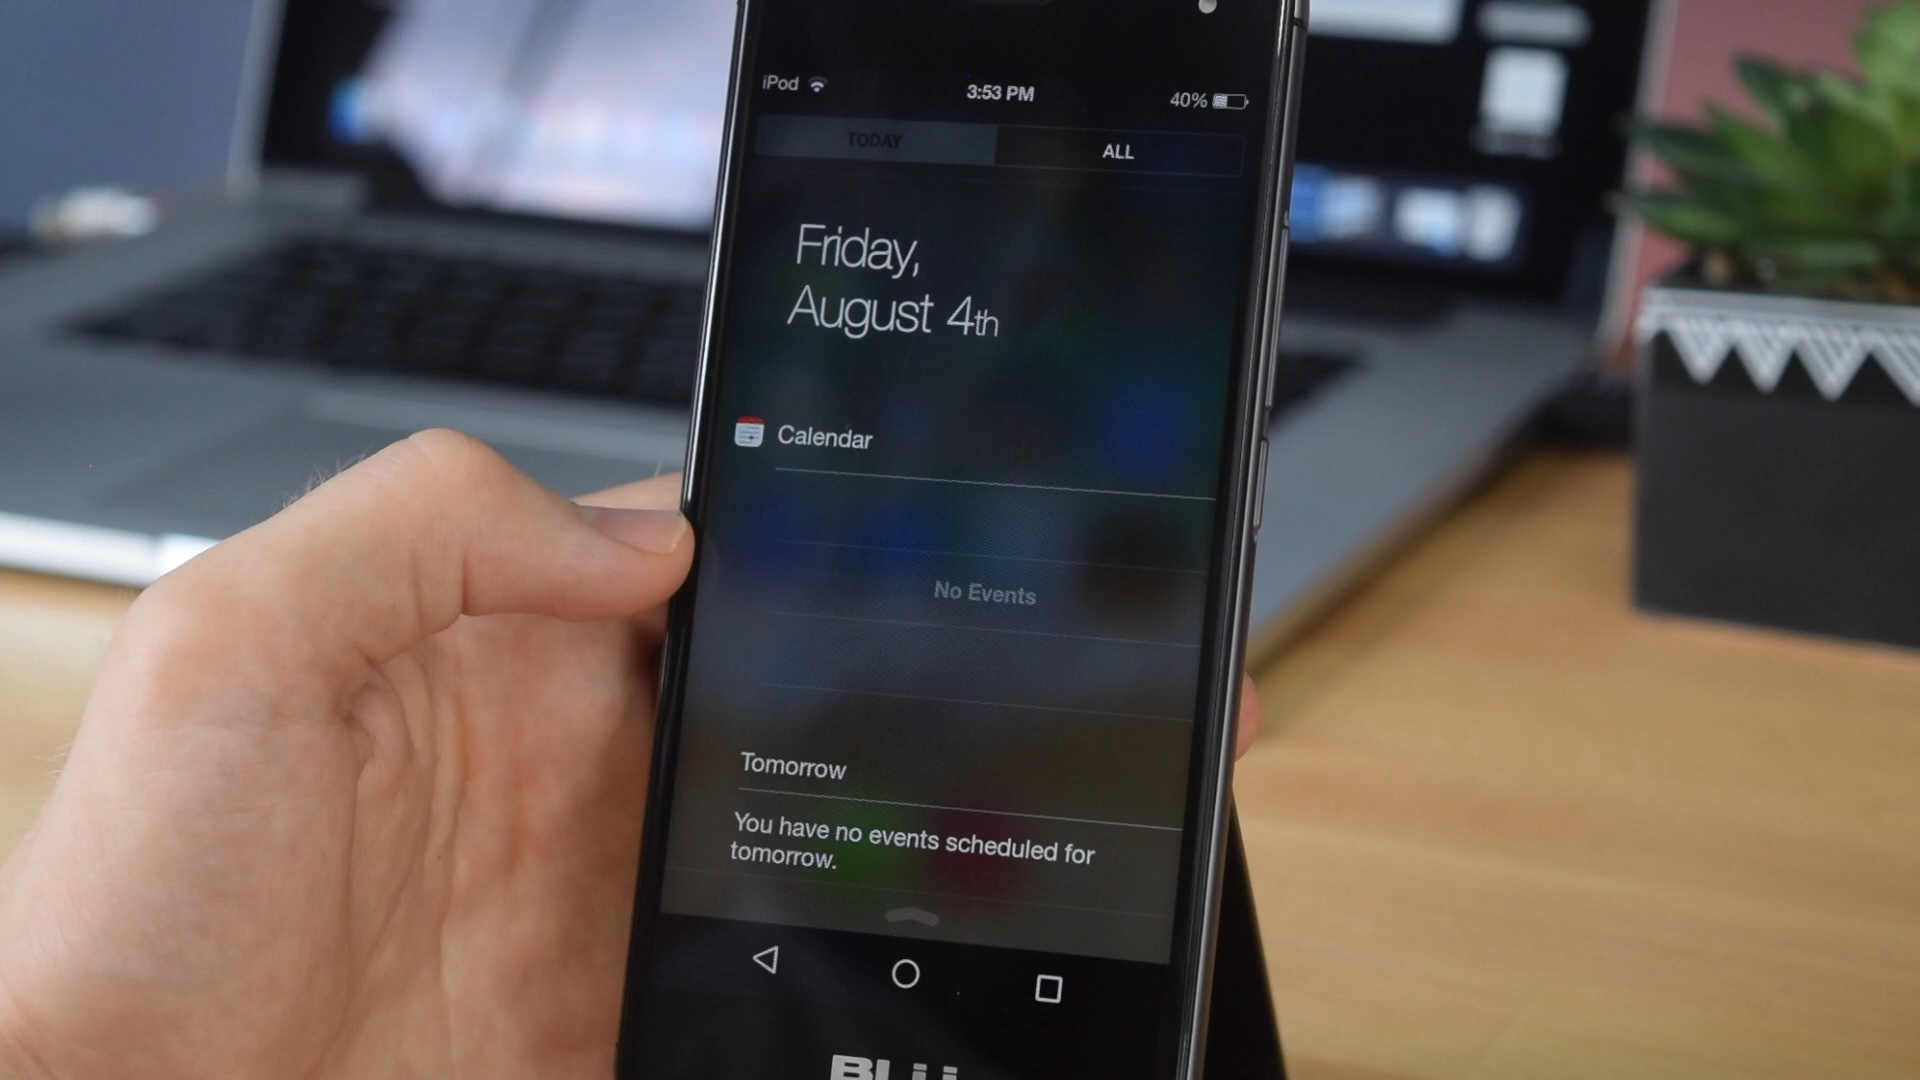 iPod 3:53 PM 40%
TODAY ALL
Friday,
August 4th
Calendar
No Events
Tomorrow
You have no events scheduled for
tomorrow.
BLU